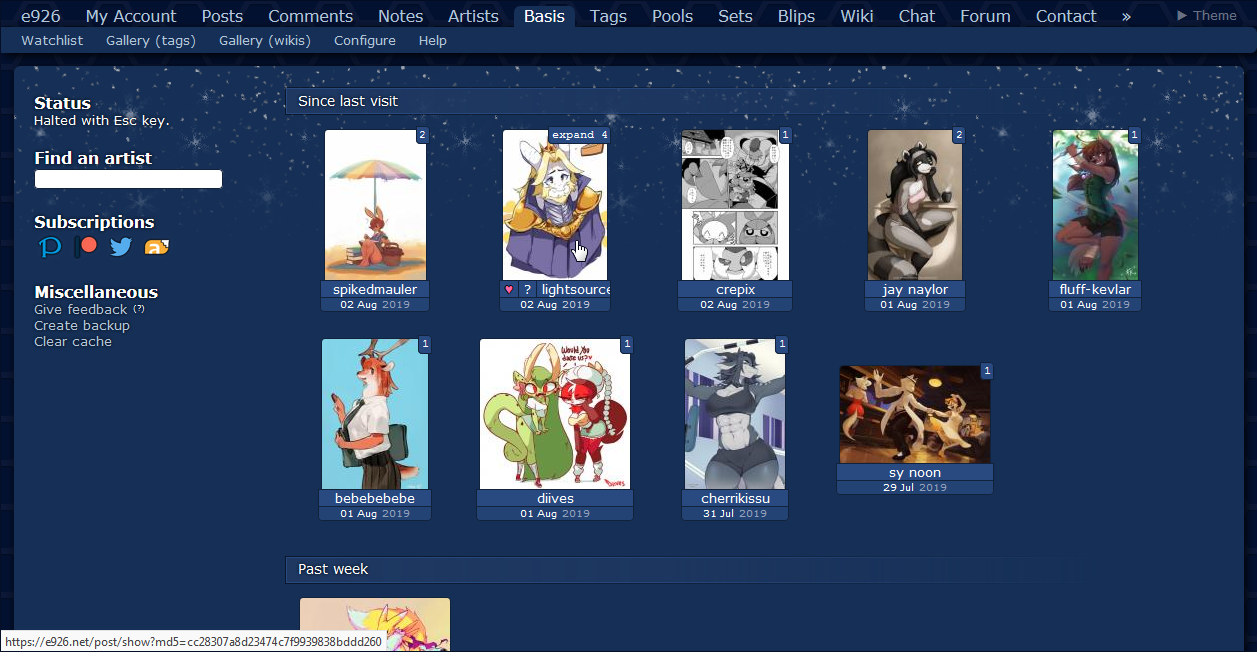 e926 My Account Posts Comments Notes Artists Basis Tags Pools Sets Blips Wiki Chat Forum Contact » ▶ Theme
Watchlist Gallery (tags) Gallery (wikis) Configure Help
Status
Halted with Esc key.
Find an artist
Subscriptions
Miscellaneous
Give feedback (?)
Create backup
Clear cache
Since last visit
2
expand 4
1
2
1
spikedmauler
♥ ? lightsource
crepix
jay naylor
fluff-kevlar
02 Aug 2019
02 Aug 2019
02 Aug 2019
01 Aug 2019
01 Aug 2019
1
1
1
1
Would You date us?♥
DIIVES
bebebebebe
diives
cherrikissu
sy noon
01 Aug 2019
01 Aug 2019
31 Jul 2019
29 Jul 2019
Past week
https://e926.net/post/show?md5=cc28307a8d23474c7f9939838bddd260